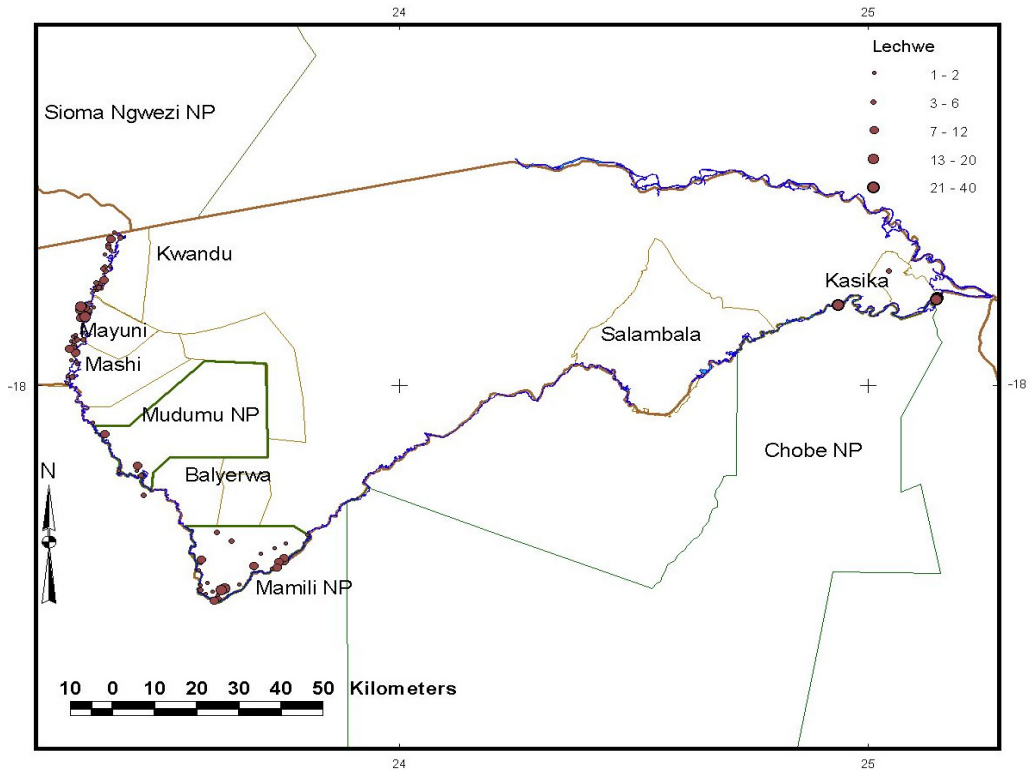 24
25
Lechwe
1 - 2
3 - 6
7 - 12
13 - 20
21 - 40
Sioma Ngwezi NP
Kwandu
Kasika
Mayuni
Salambala
Mashi
-18
-18
Mudumu NP
Chobe NP
N
Balyerwa
Mamili NP
10 0 10 20 30 40 50 Kilometers
24
25